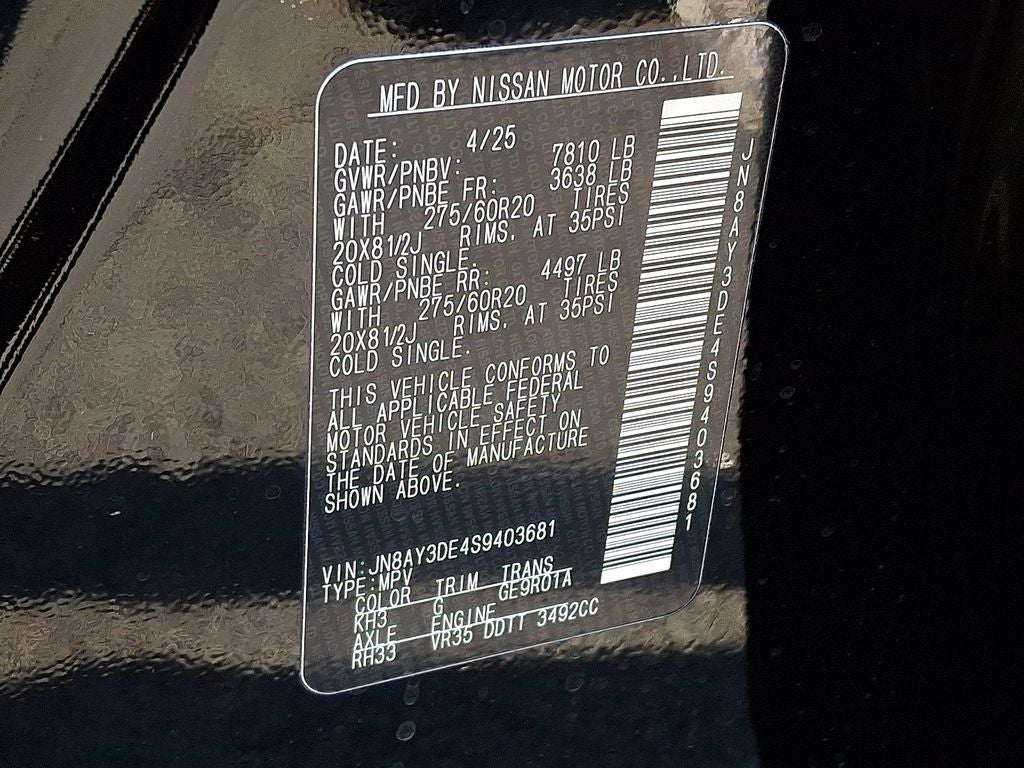 MFD BY NISSAN MOTOR CO.,LTD.
DATE: 4/25
GVWR/PNBV: 7810 LB
GAWR/PNBE FR: 3638 LB
WITH 275/60R20 TIRES
20X81/2J RIMS, AT 35PSI
COLD SINGLE.
GAWR/PNBE RR: 4497 LB
WITH 275/60R20 TIRES
20X81/2J RIMS, AT 35PSI
COLD SINGLE.
THIS VEHICLE CONFORMS TO
ALL APPLICABLE FEDERAL
MOTOR VEHICLE SAFETY
STANDARDS IN EFFECT ON
THE DATE OF MANUFACTURE
SHOWN ABOVE.
VIN:JN8AY3DE4S9403681
TYPE:MPV
COLOR TRIM TRANS
KH3 G GE9R01A
AXLE ENGINE
RH33 VR35 DDTT 3492CC
JN8AY3DE4S9403681